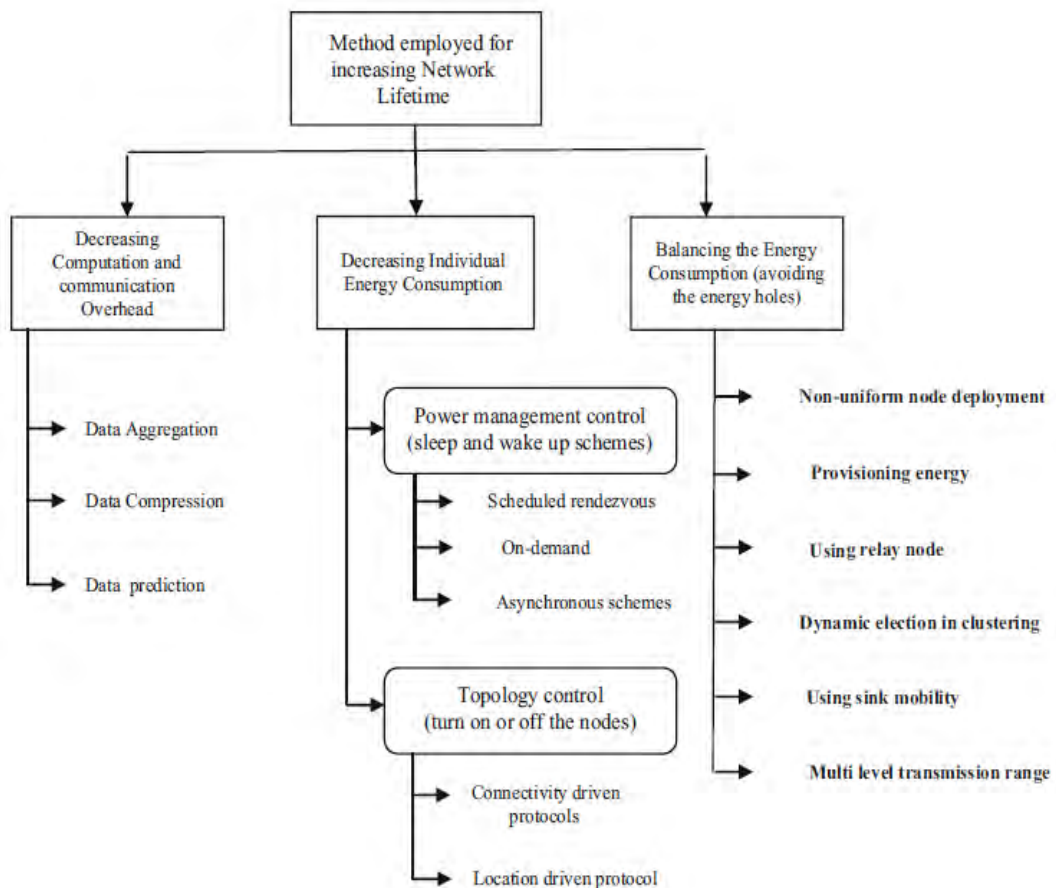 Method employed for
increasing Network
Lifetime
Decreasing
Computation and
communication
Overhead
Data Aggregation
Data Compression
Data prediction
Decreasing Individual
Energy Consumption
Power management control
(sleep and wake up schemes)
Scheduled rendezvous
On-demand
Asynchronous schemes
Topology control
(turn on or off the nodes)
Connectivity driven
protocols
Location driven protocol
Balancing the Energy
Consumption (avoiding
the energy holes)
Non-uniform node deployment
Provisioning energy
Using relay node
Dynamic election in clustering
Using sink mobility
Multi level transmission range